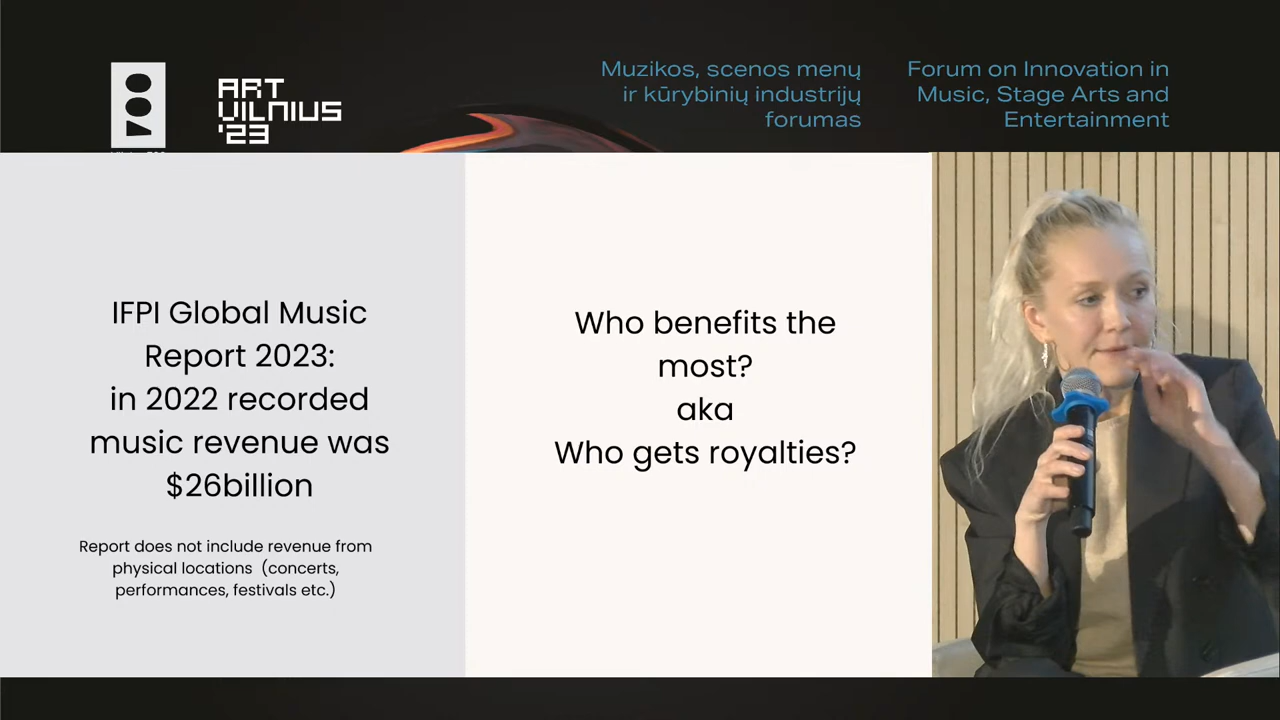 ART
VILNIUS
'23
Muzikos, scenos menų
ir kūrybinių industrijų
forumas
Forum on Innovation in
Music, Stage Arts and
Entertainment
IFPI Global Music
Report 2023:
in 2022 recorded
music revenue was
$26billion
Report does not include revenue from
physical locations (concerts,
performances, festivals etc.)
Who benefits the
most?
aka
Who gets royalties?